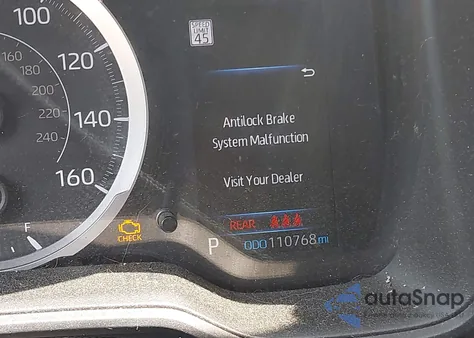 100
120
140
160
160
180
200
220
240
F
CHECK
SPEED
LIMIT
45
Antilock Brake
System Malfunction
Visit Your Dealer
REAR
P
ODO 110768 mi
autoSnap